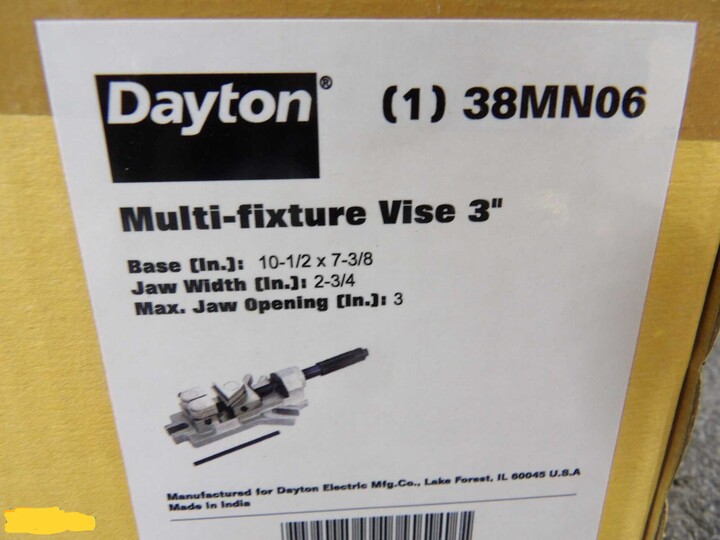 Dayton® (1) 38MN06
Multi-fixture Vise 3"
Base (In.): 10-1/2 x 7-3/8
Jaw Width (In.): 2-3/4
Max. Jaw Opening (In.): 3
Manufactured for Dayton Electric Mfg.Co., Lake Forest, IL 60045 U.S.A
Made In India